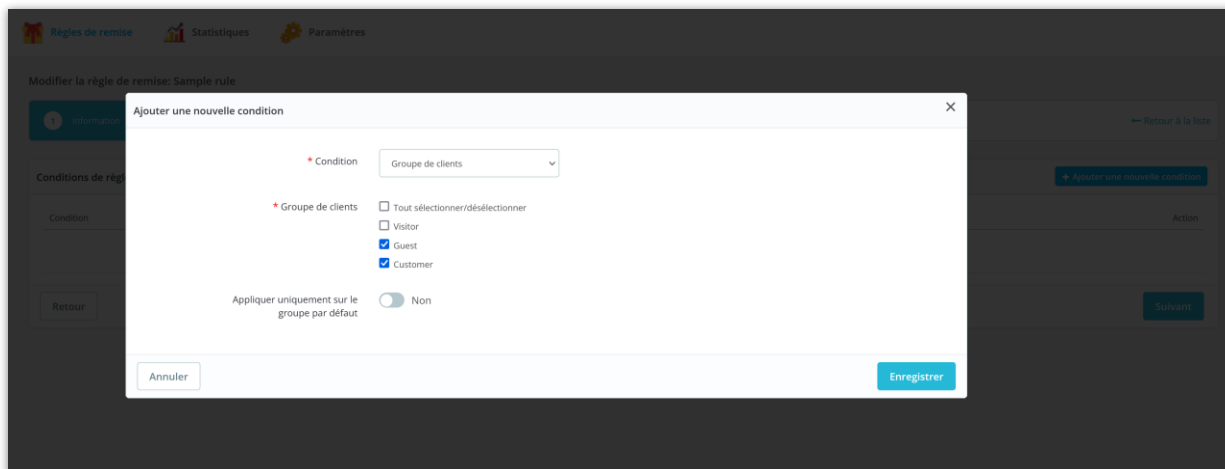 Règles de remise
Statistiques
Paramètres
Modifier la règle de remise: Sample rule
1 Information
← Retour à la liste
Ajouter une nouvelle condition
Conditions de règl
+ Ajouter une nouvelle condition
Condition
Action
* Condition
Groupe de clients
* Groupe de clients
Tout sélectionner/désélectionner
Visitor
Guest
Customer
Appliquer uniquement sur le
groupe par défaut
Non
Retour
Suivant
Annuler
Enregistrer